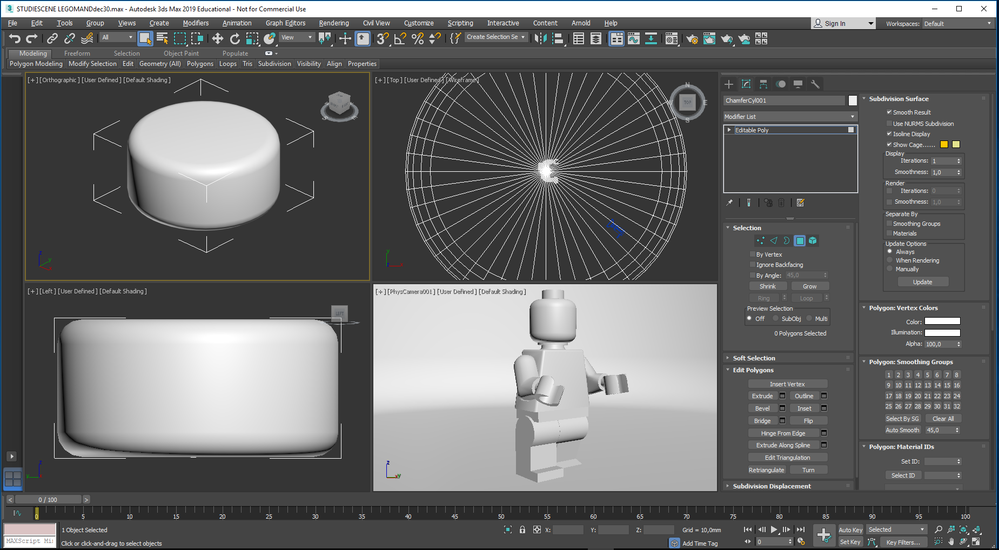 STUDIESCENE LEGOMANDdec30.max - Autodesk 3ds Max 2019 Educational - Not for Commercial Use
File Edit Tools Group Views Create Modifiers Animation Graph Editors Rendering Civil View Customize Scripting Interactive Content Arnold Help
Sign In Workspaces: Default
All View 3 Create Selection Se
Modeling Freeform Selection Object Paint Populate
Polygon Modeling Modify Selection Edit Geometry (All) Polygons Loops Tris Subdivision Visibility Align Properties
[+] [Orthographic] [User Defined] [Default Shading]
[+] [Top] [User Defined] [Wireframe]
N
W TOP E
S
z
y
x
y
z
[+] [Left] [User Defined] [Default Shading]
LEFT
z
y
[+] [PhysCamera001] [User Defined] [Default Shading]
z
xy
ChamferCyl001
Modifier List
Editable Poly
Selection
By Vertex
Ignore Backfacing
By Angle: 45,0
Shrink Grow
Ring Loop
Preview Selection
Off SubObj Multi
0 Polygons Selected
Soft Selection
Edit Polygons
Insert Vertex
Extrude Outline
Bevel Inset
Bridge Flip
Hinge From Edge
Extrude Along Spline
Edit Triangulation
Retriangulate Turn
Subdivision Displacement
Subdivision Surface
Smooth Result
Use NURMS Subdivision
Isoline Display
Show Cage......
Display
Iterations: 1
Smoothness: 1,0
Render
Iterations: 0
Smoothness: 1,0
Separate By
Smoothing Groups
Materials
Update Options
Always
When Rendering
Manually
Update
Polygon: Vertex Colors
Color:
Illumination:
Alpha: 100,0
Polygon: Smoothing Groups
1 2 3 4 5 6 7 8
9 10 11 12 13 14 15 16
17 18 19 20 21 22 23 24
25 26 27 28 29 30 31 32
Select By SG Clear All
Auto Smooth 45,0
Polygon: Material IDs
Set ID:
Select ID
< 0 / 100 >
0 5 10 15 20 25 30 35 40 45 50 55 60 65 70 75 80 85 90 95 100
1 Object Selected X: Y: Z: Grid = 10,0mm Auto Key Selected
MAXScript Mi Click or click-and-drag to select objects Add Time Tag 0 Set Key Key Filters...